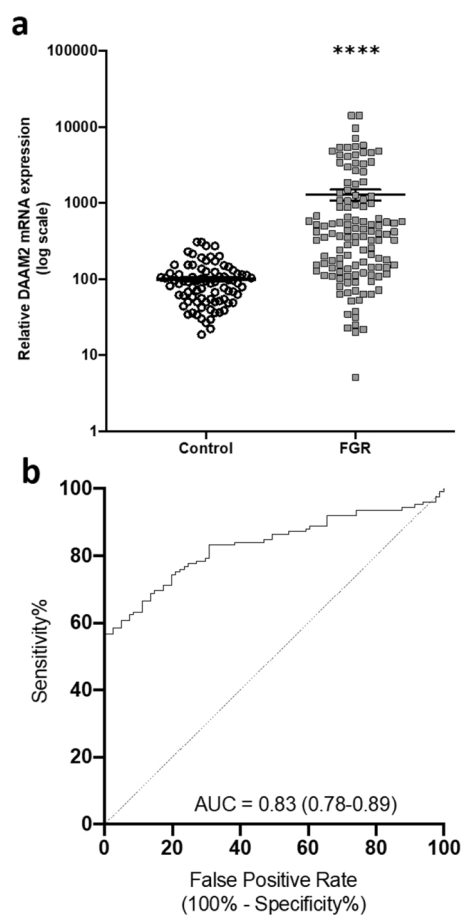 a
****
100000
10000
1000
100
10
1
Relative DAAM2 mRNA expression
(log scale)
Control FGR
b
100
80
60
40
20
0
Sensitivity%
AUC = 0.83 (0.78-0.89)
0 20 40 60 80 100
False Positive Rate
(100% - Specificity%)